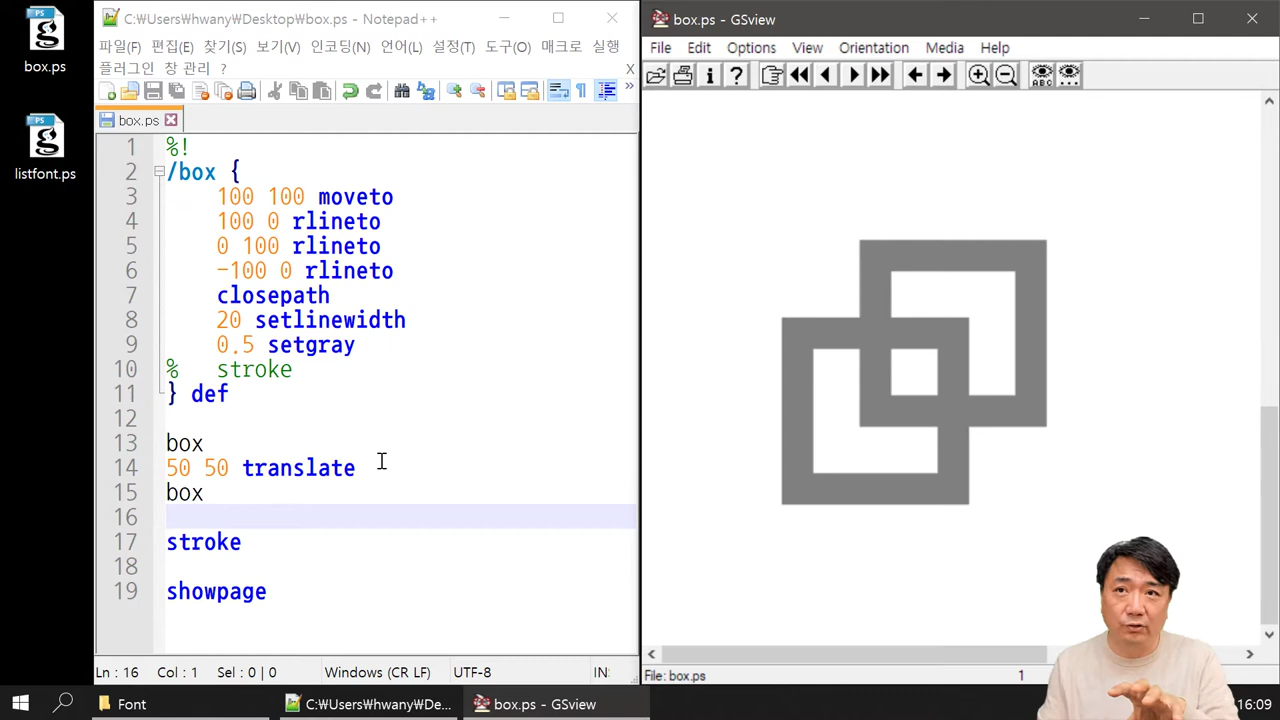 box.ps
listfont.ps
C:₩Users₩hwany₩Desktop₩box.ps - Notepad++
파일(F) 편집(E) 찾기(S) 보기(V) 인코딩(N) 언어(L) 설정(T) 도구(O) 매크로 실행
플러그인 창 관리 ? X
box.ps
1 %!
2 /box {
3 100 100 moveto
4 100 0 rlineto
5 0 100 rlineto
6 -100 0 rlineto
7 closepath
8 20 setlinewidth
9 0.5 setgray
10 % stroke
11 } def
12
13 box
14 50 50 translate
15 box
16
17 stroke
18
19 showpage
Ln : 16 Col : 1 Sel : 0 | 0 Windows (CR LF) UTF-8 IN:
box.ps - GSview
File Edit Options View Orientation Media Help
ABC
File: box.ps 1
Font
C:₩Users₩hwany₩De...
box.ps - GSview
16:09